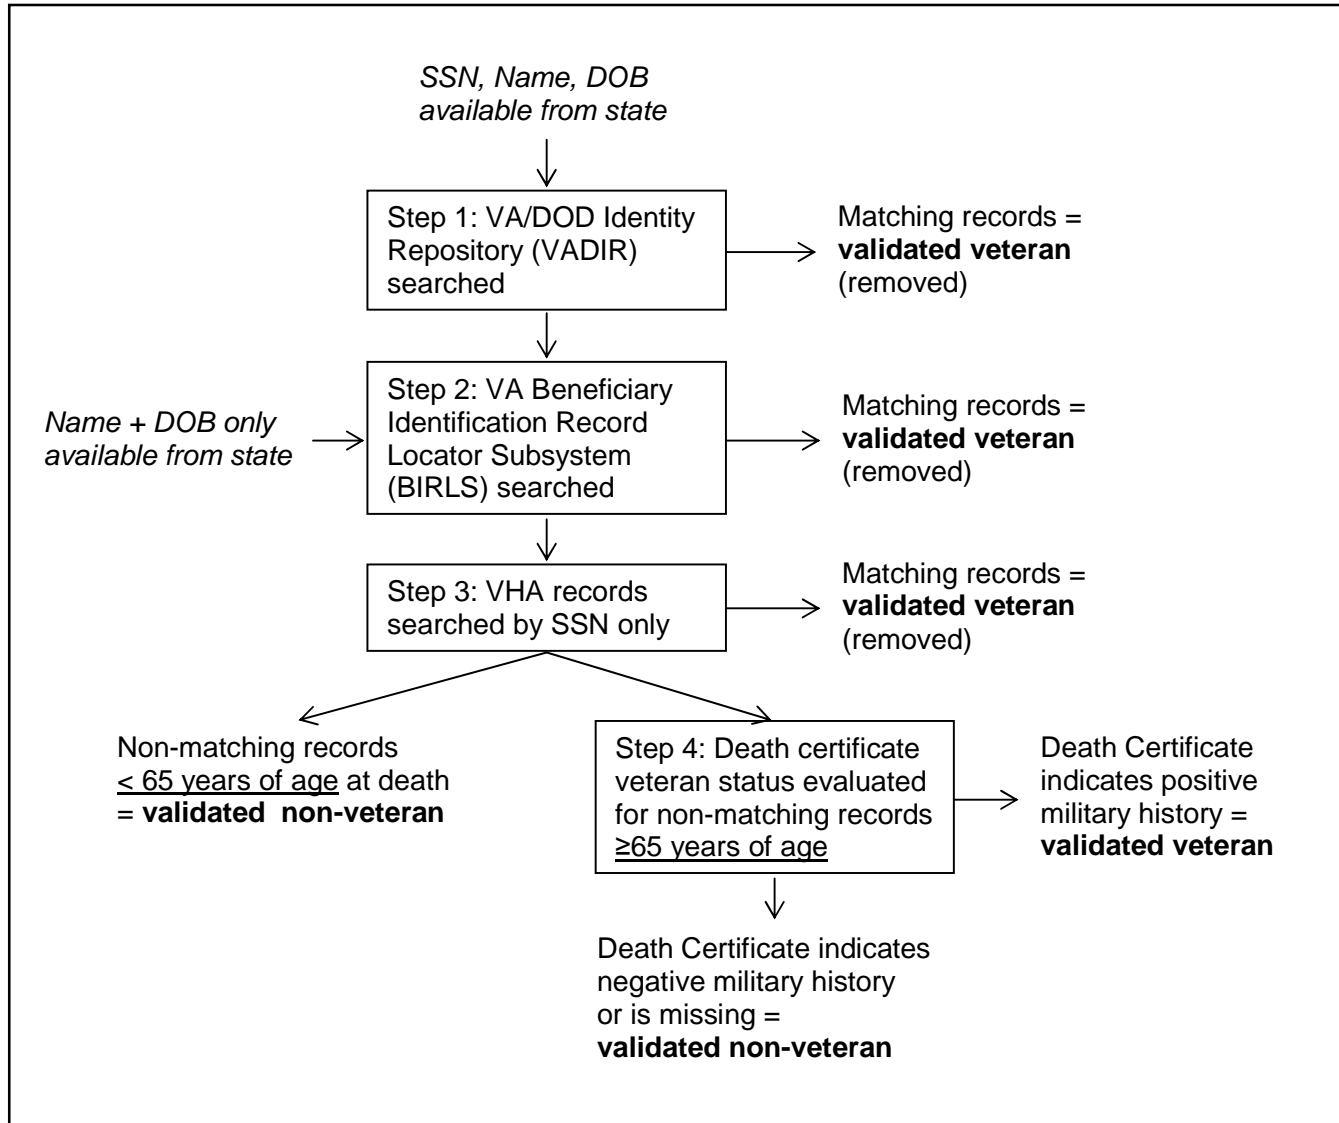 SSN, Name, DOB
available from state
Step 1: VA/DOD Identity
Repository (VADIR)
searched
Matching records =
validated veteran
(removed)
Name + DOB only
available from state
Step 2: VA Beneficiary
Identification Record
Locator Subsystem
(BIRLS) searched
Matching records =
validated veteran
(removed)
Step 3: VHA records
searched by SSN only
Matching records =
validated veteran
(removed)
Non-matching records
< 65 years of age at death
= validated  non-veteran
Step 4: Death certificate
veteran status evaluated
for non-matching records
≥65 years of age
Death Certificate
indicates positive
military history =
validated veteran
Death Certificate indicates
negative military history
or is missing =
validated non-veteran